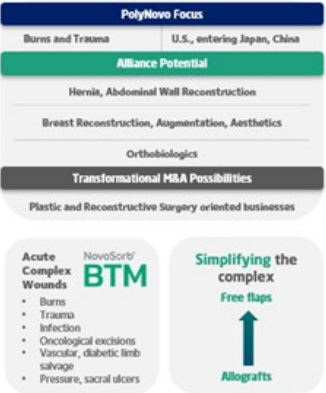 PolyNovo Focus
Burns and Trauma
U.S., entering Japan, China
Alliance Potential
Hernia, Abdominal Wall Reconstruction
Breast Reconstruction, Augmentation, Aesthetics
Orthobiologics
Transformational M&A Possibilities
Plastic and Reconstructive Surgery oriented businesses
Acute
Complex
Wounds
NovoSorb®
BTM
• Burns
• Trauma
• Infection
• Oncological excisions
• Vascular, diabetic limb
salvage
• Pressure, sacral ulcers
Simplifying the
complex
Free flaps
Allografts